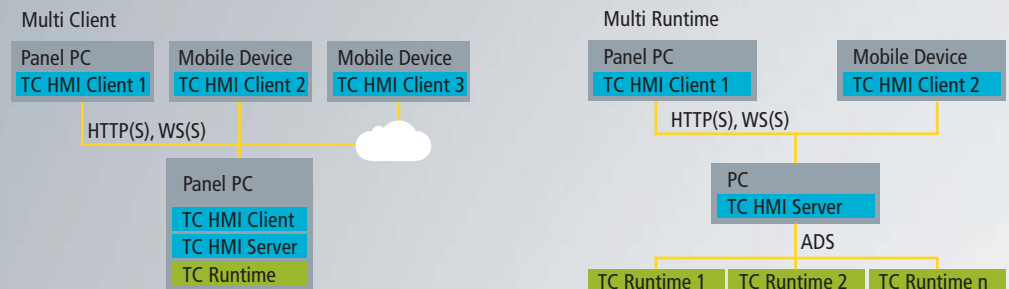 Multi Client
Panel PC
TC HMI Client 1
Mobile Device
TC HMI Client 2
Mobile Device
TC HMI Client 3
HTTP(S), WS(S)
Panel PC
TC HMI Client
TC HMI Server
TC Runtime
Multi Runtime
Panel PC
TC HMI Client 1
Mobile Device
TC HMI Client 2
HTTP(S), WS(S)
PC
TC HMI Server
ADS
TC Runtime 1
TC Runtime 2
TC Runtime n